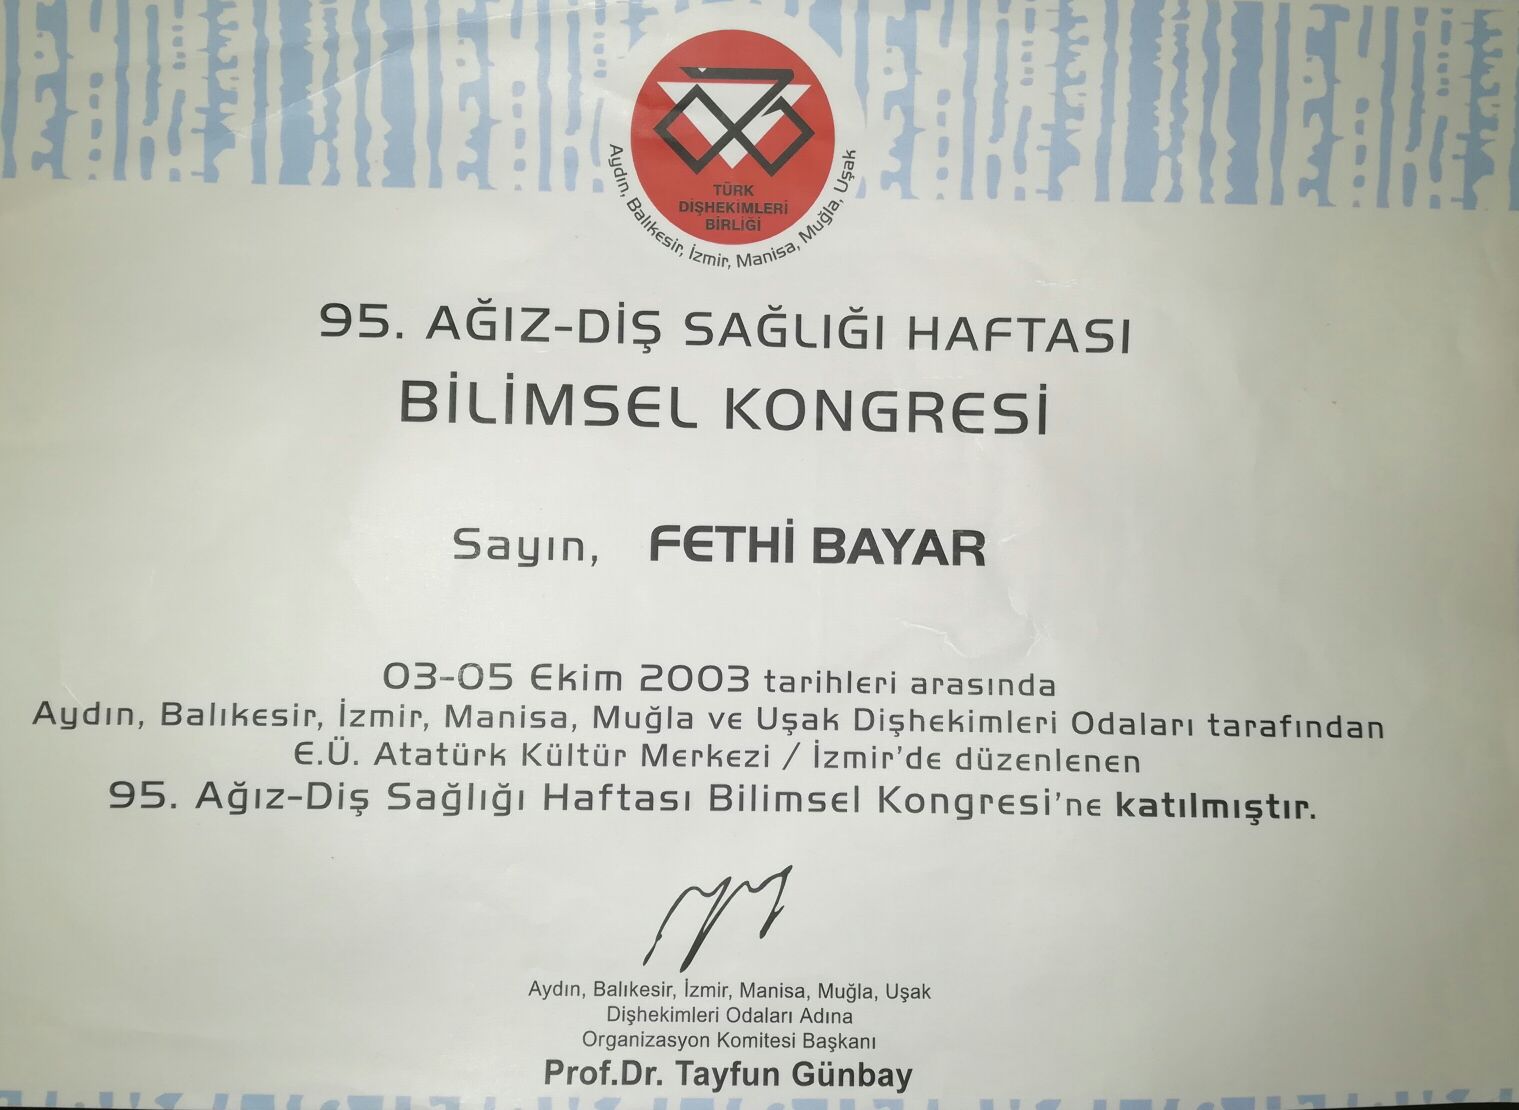 TÜRK
DİŞHEKİMLERİ
BİRLİĞİ
Aydın, Balıkesir, İzmir, Manisa, Muğla, Uşak
95. AĞIZ-DİŞ SAĞLIĞI HAFTASI
BİLİMSEL KONGRESİ
Sayın, FETHİ BAYAR
03-05 Ekim 2003 tarihleri arasında
Aydın, Balıkesir, İzmir, Manisa, Muğla ve Uşak Dişhekimleri Odaları tarafından
E.Ü. Atatürk Kültür Merkezi / İzmir'de düzenlenen
95. Ağız-Diş Sağlığı Haftası Bilimsel Kongresi'ne katılmıştır.
Aydın, Balıkesir, İzmir, Manisa, Muğla, Uşak
Dişhekimleri Odaları Adına
Organizasyon Komitesi Başkanı
Prof.Dr. Tayfun Günbay